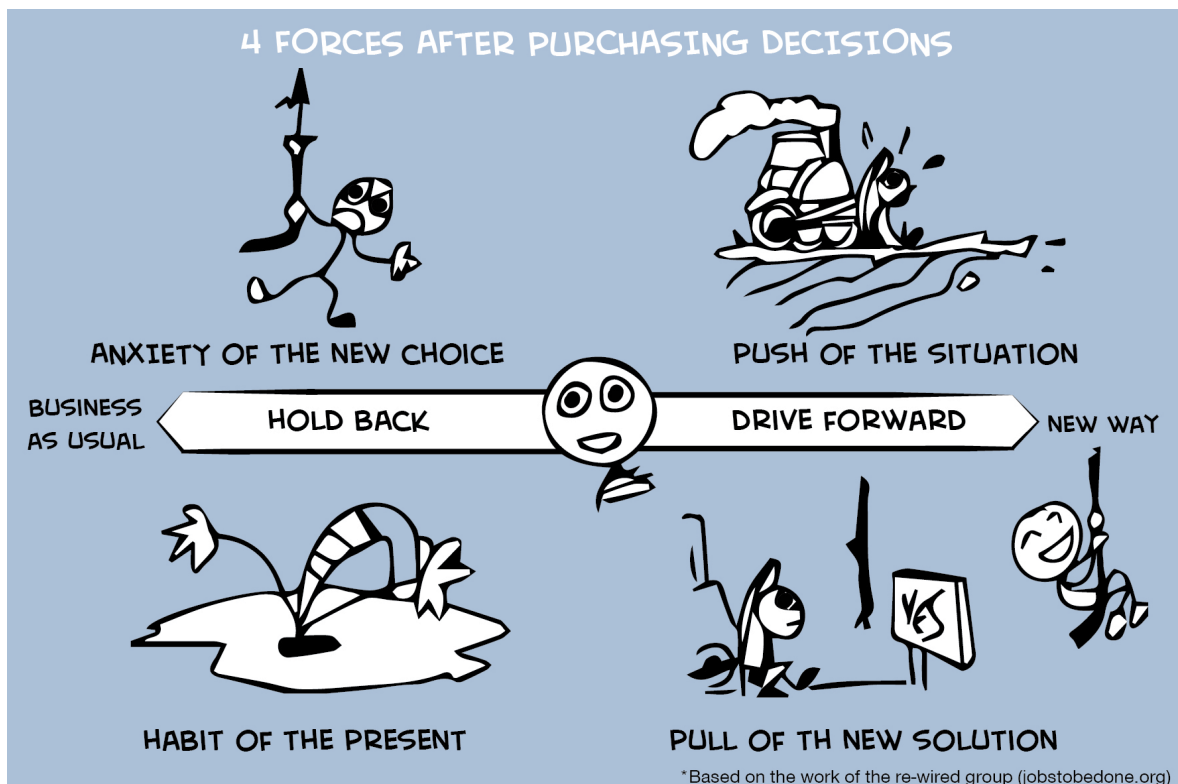 4 FORCES AFTER PURCHASING DECISIONS
ANXIETY OF THE NEW CHOICE
PUSH OF THE SITUATION
BUSINESS
AS USUAL
HOLD BACK
DRIVE FORWARD
NEW WAY
YES
HABIT OF THE PRESENT
PULL OF TH NEW SOLUTION
*Based on the work of the re-wired group (jobstobedone.org)